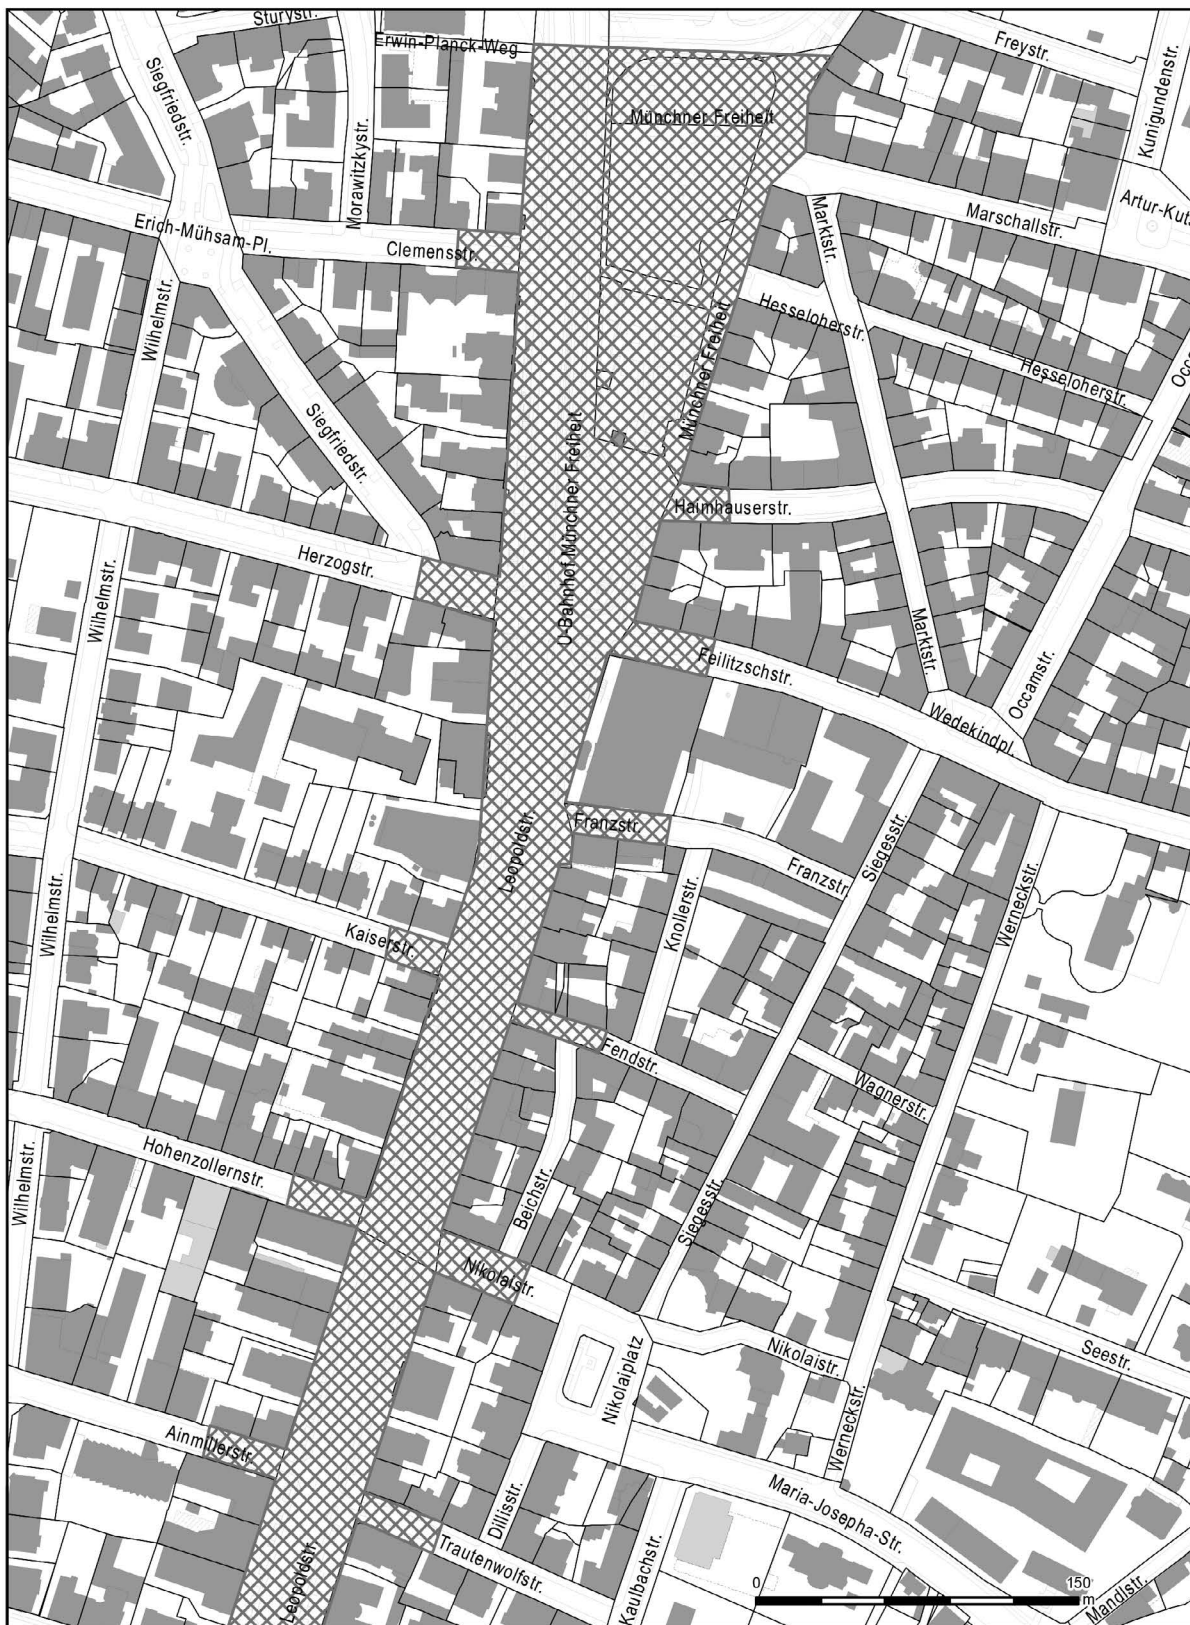 Sturystr.
Erwin-Planck-Weg
Freystr.
Siegfriedstr.
Kunigundenstr.
Münchner Freiheit
Morawitzkystr.
Marktstr.
Marschallstr.
Erich-Mühsam-Pl.
Clemensstr.
Wilhelmstr.
Münchner Freiheit
Hesseloherstr.
Hesseloherstr.
Siegfriedstr.
U-Bahnhof Münchner Freiheit
Haimhauserstr.
Herzogstr.
Wilhelmstr.
Marktstr.
Feilitzschstr.
Occamstr.
Wedekindpl.
Leopoldstr.
Franzstr.
Siegesstr.
Franzstr.
Werneckstr.
Knollerstr.
Wilhelmstr.
Kaiserstr.
Fendstr.
Wagnerstr.
Hohenzollernstr.
Wilhelmstr.
Beichstr.
Siegesstr.
Nikolaistr.
Nikolaiplatz
Nikolaistr.
Seestr.
Werneckstr.
Ainmillerstr.
Dillisstr.
Maria-Josepha-Str.
Trautenwolfstr.
Leopoldstr.
Kaulbachstr.
Mandlstr.
0 150
m